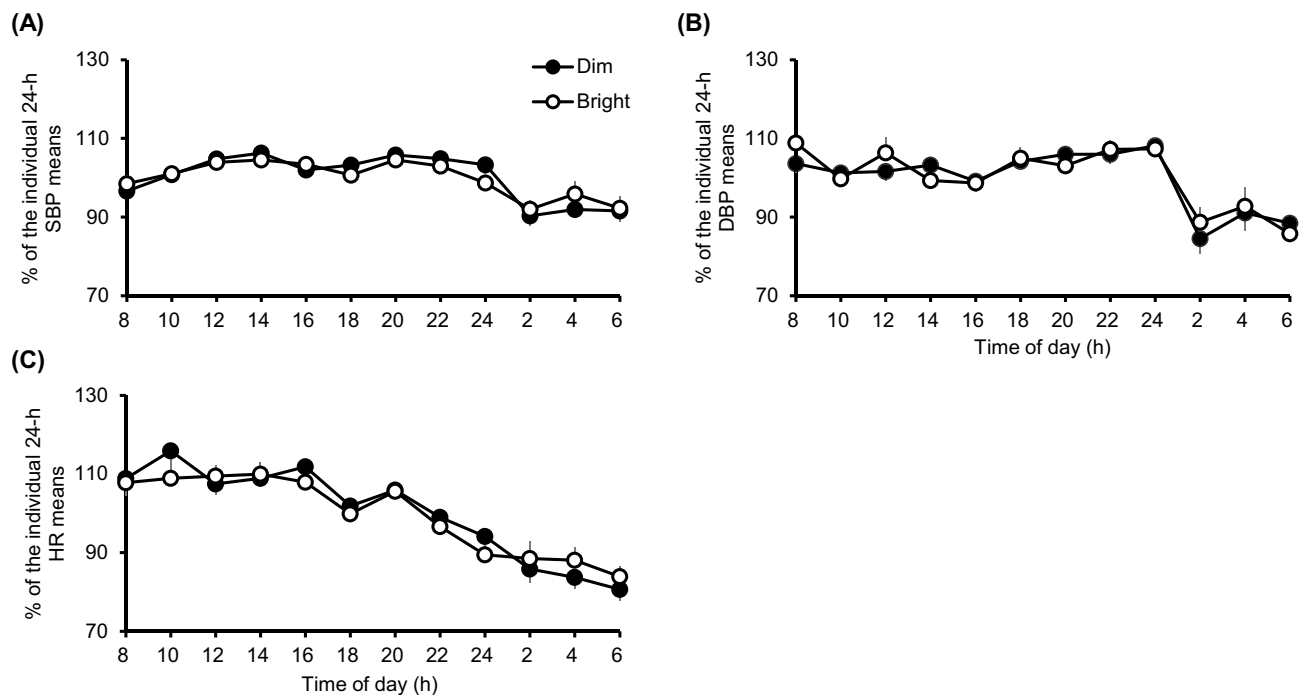 (A)
130
110
90
70
% of the individual 24-h
SBP means
Dim
Bright
8 10 12 14 16 18 20 22 24 2 4 6
(B)
130
110
90
70
% of the individual 24-h
DBP means
8 10 12 14 16 18 20 22 24 2 4 6
Time of day (h)
(C)
130
110
90
70
% of the individual 24-h
HR means
8 10 12 14 16 18 20 22 24 2 4 6
Time of day (h)